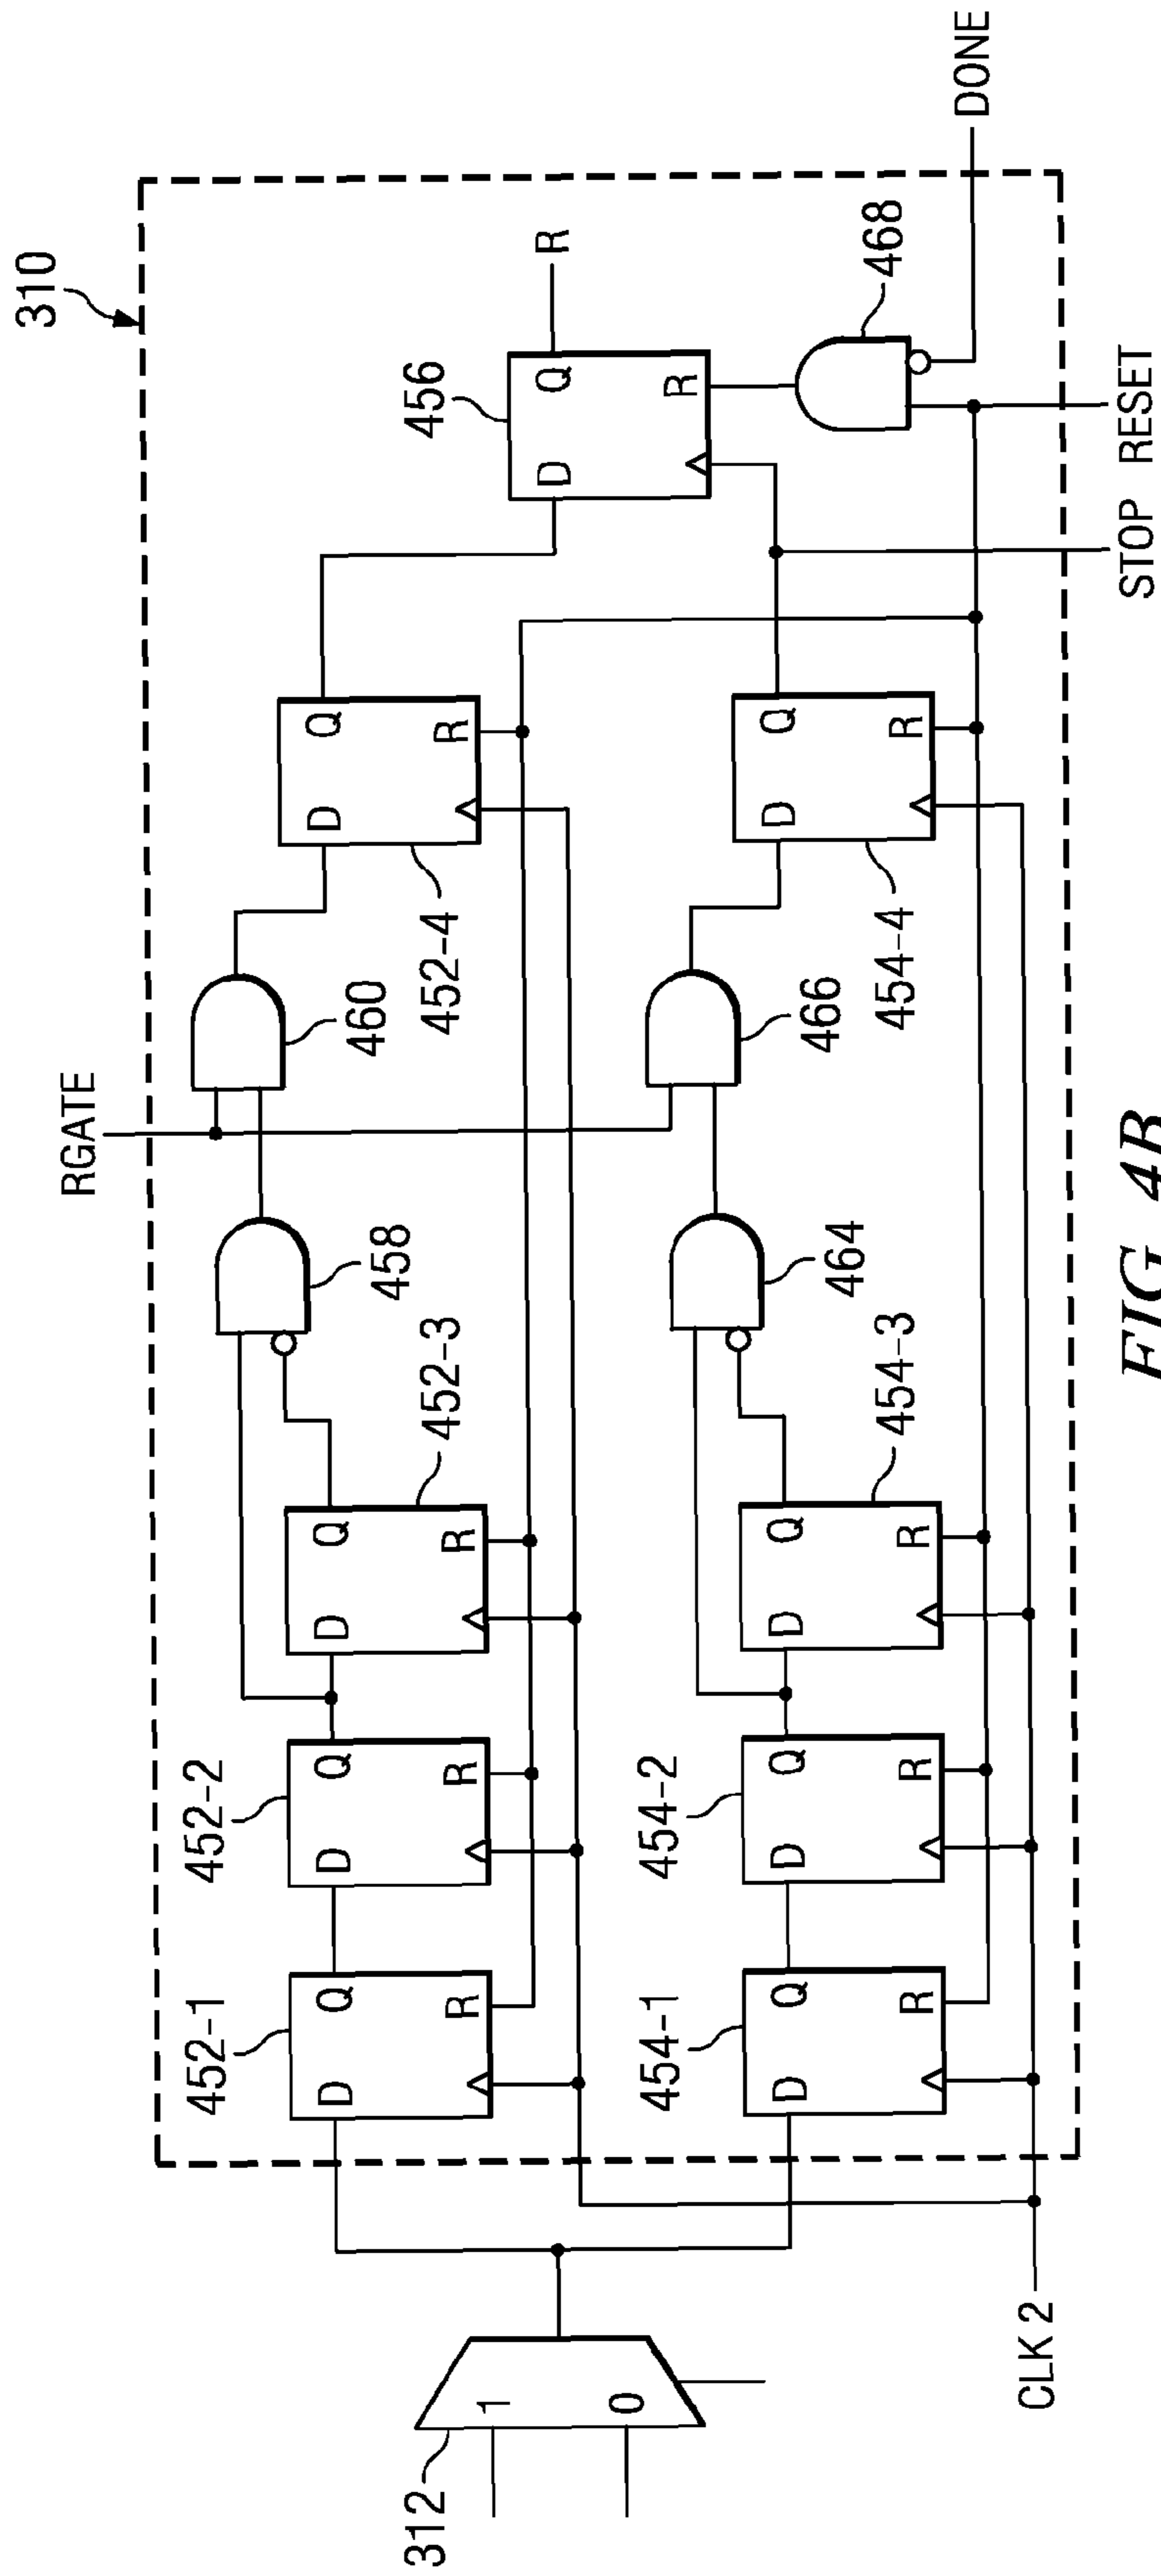 310
RGATE
DONE
452-1
452-2
458
452-3
460
452-4
456
R
D Q R
D Q R
D Q R
D Q R
D Q R
312
1
0
454-1
454-2
464
454-3
466
454-4
468
D Q R
D Q R
D Q R
D Q R
CLK 2
STOP
RESET
FIG. 4B